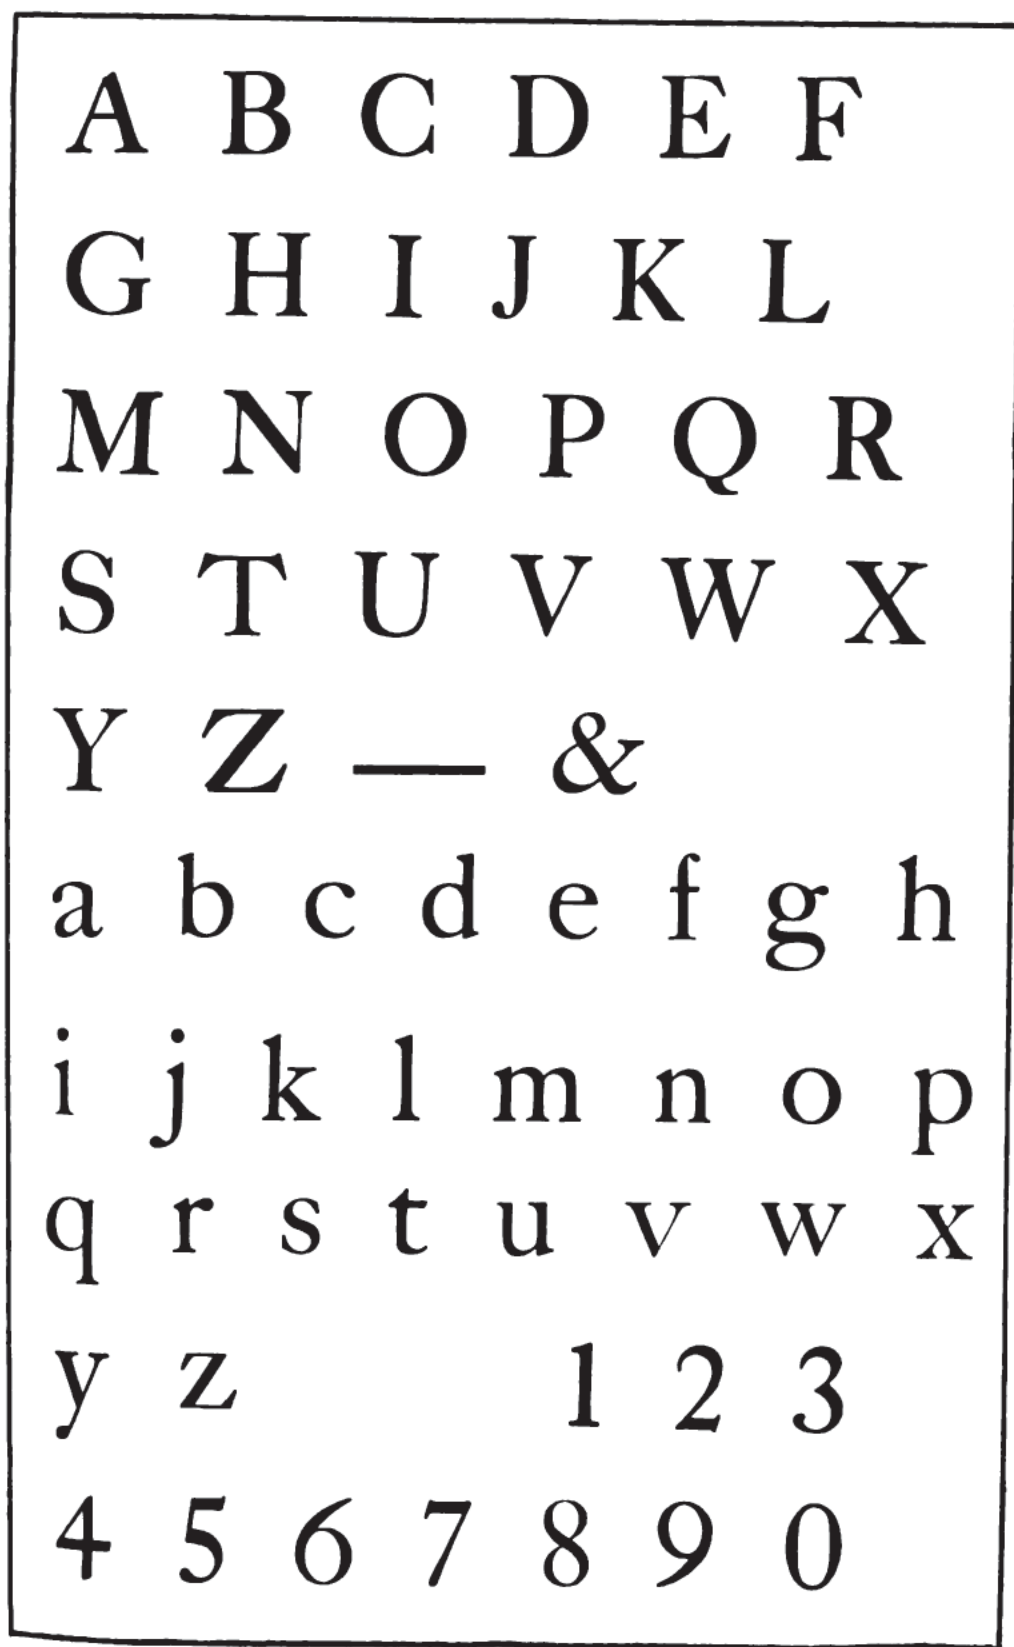 A B C D E F
G H I J K L
M N O P Q R
S T U V W X
Y Z — &
a b c d e f g h
i j k l m n o p
q r s t u v w x
y z 1 2 3
4 5 6 7 8 9 0